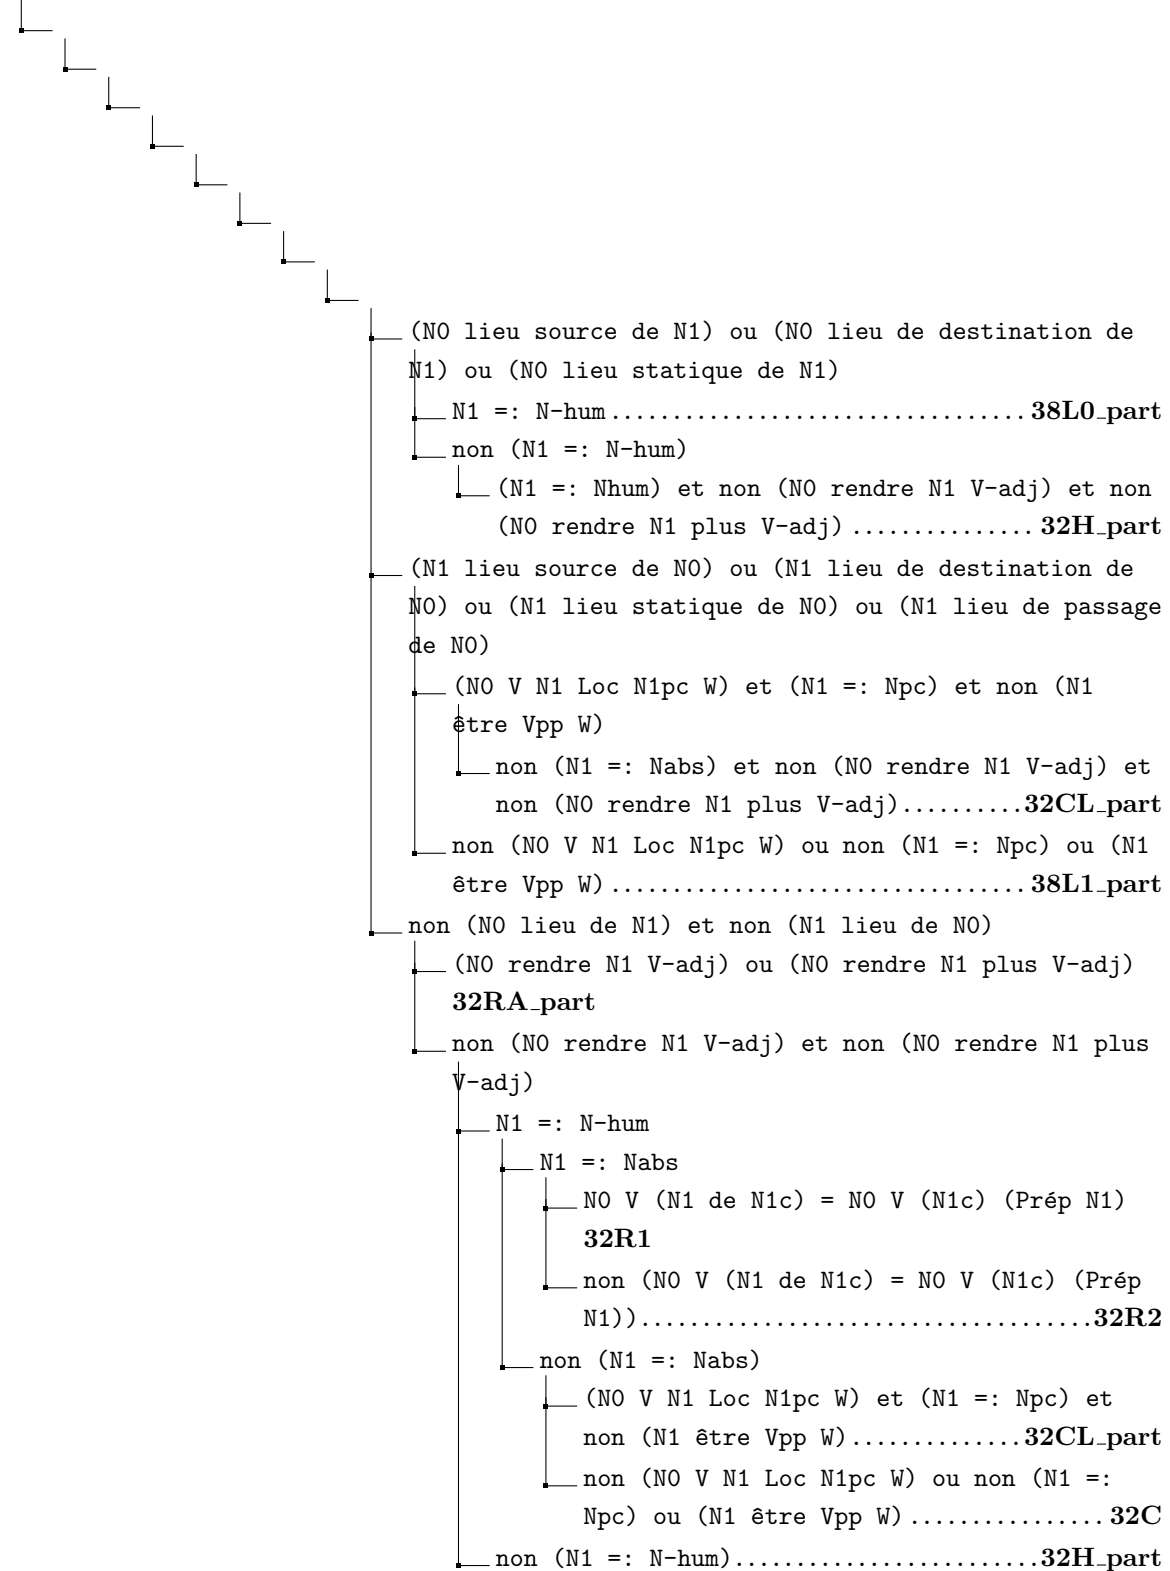 (N0 lieu source de N1) ou (N0 lieu de destination de
N1) ou (N0 lieu statique de N1)
N1 =: N-hum..................................38L0_part
non (N1 =: N-hum)
(N1 =: Nhum) et non (N0 rendre N1 V-adj) et non
(N0 rendre N1 plus V-adj) ...............32H_part
(N1 lieu source de N0) ou (N1 lieu de destination de
N0) ou (N1 lieu statique de N0) ou (N1 lieu de passage
de N0)
(N0 V N1 Loc N1pc W) et (N1 =: Npc) et non (N1
être Vpp W)
non (N1 =: Nabs) et non (N0 rendre N1 V-adj) et
non (N0 rendre N1 plus V-adj)..........32CL_part
non (N0 V N1 Loc N1pc W) ou non (N1 =: Npc) ou (N1
être Vpp W)..................................38L1_part
non (N0 lieu de N1) et non (N1 lieu de N0)
(N0 rendre N1 V-adj) ou (N0 rendre N1 plus V-adj)
32RA_part
non (N0 rendre N1 V-adj) et non (N0 rendre N1 plus
V-adj)
N1 =: N-hum
N1 =: Nabs
N0 V (N1 de N1c) = N0 V (N1c) (Prép N1)
32R1
non (N0 V (N1 de N1c) = N0 V (N1c) (Prép
N1)).....................................32R2
non (N1 =: Nabs)
(N0 V N1 Loc N1pc W) et (N1 =: Npc) et
non (N1 être Vpp W)..............32CL_part
non (N0 V N1 Loc N1pc W) ou non (N1 =:
Npc) ou (N1 être Vpp W)................32C
non (N1 =: N-hum).........................32H_part